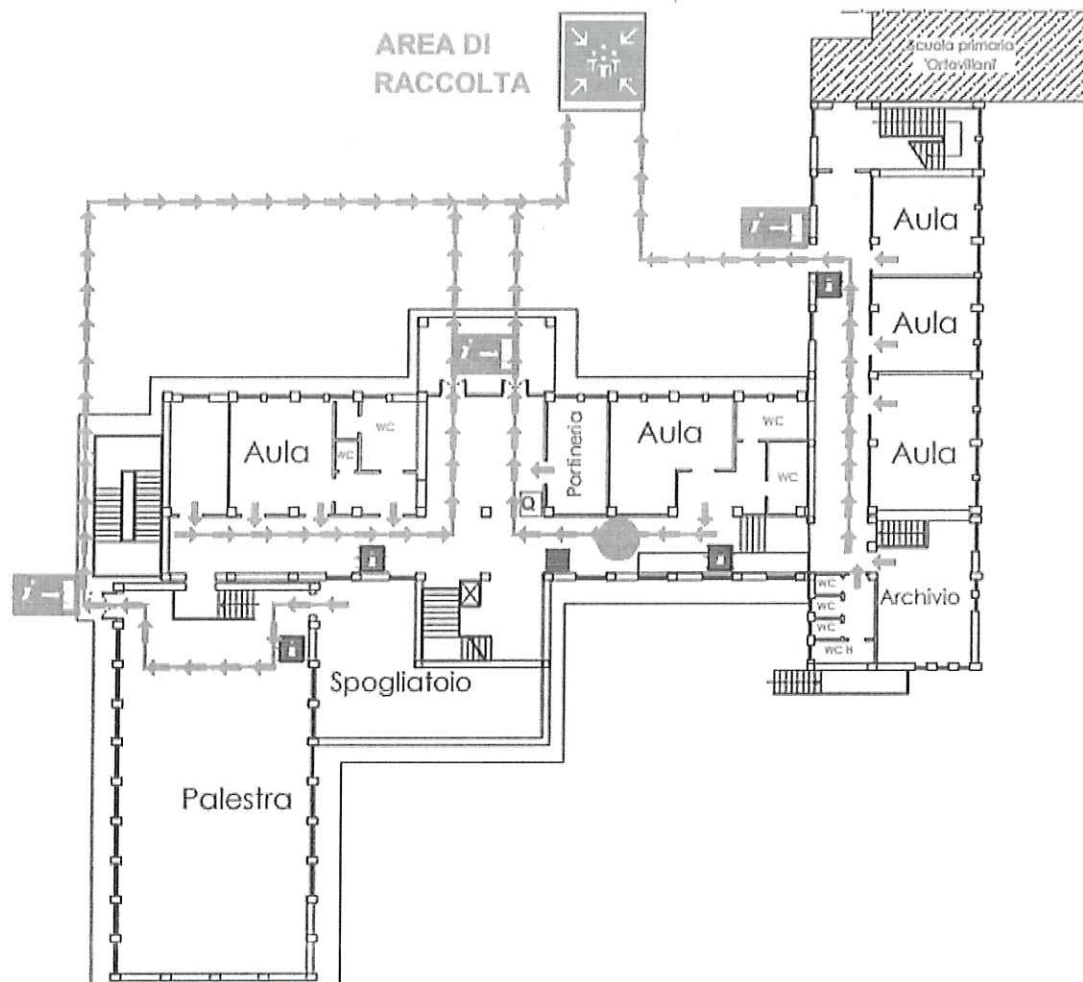 AREA DI
RACCOLTA
Scuola primaria
'Ortovillani'
Aula
Aula
Aula
Aula
WC
WC
Portineria
Aula
WC
WC
Q
Archivio
WC
WC
WC
WC H
Spogliatoio
Palestra